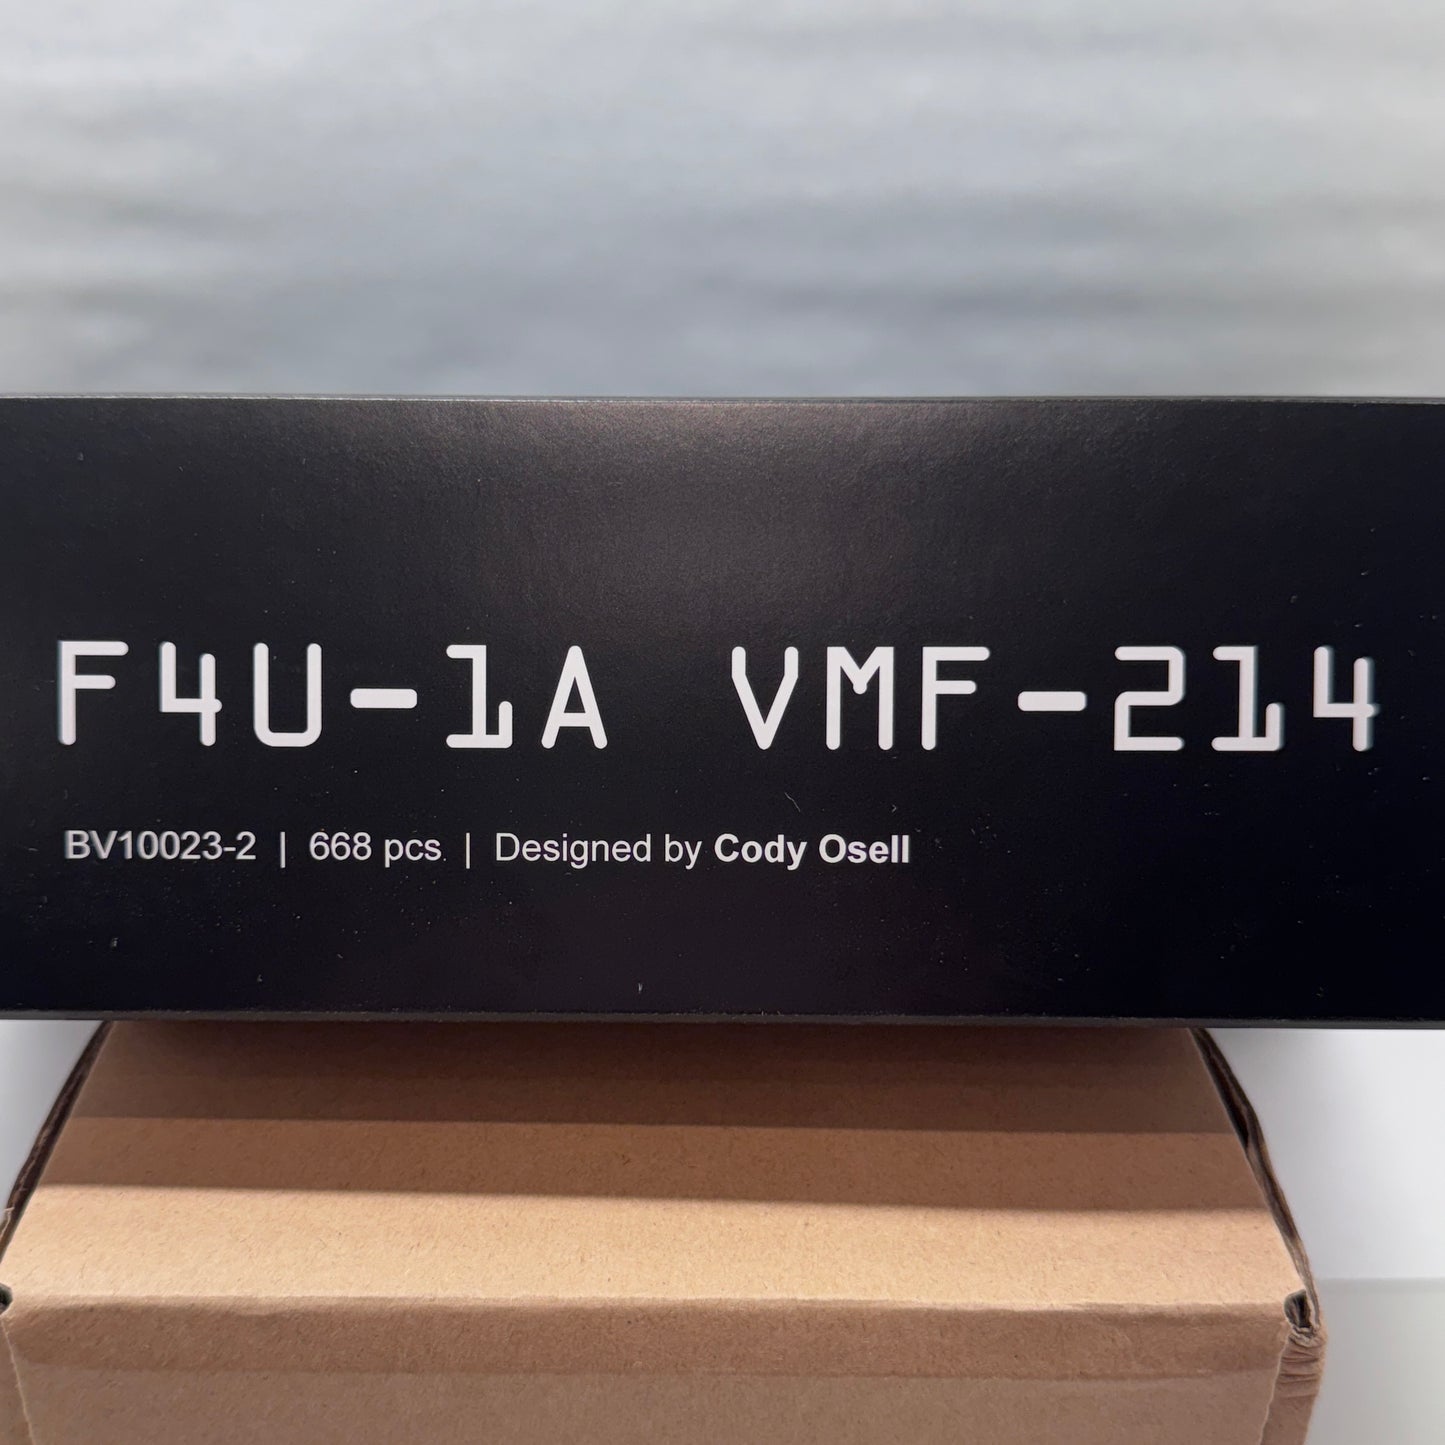 F4U-1A VMF-214
BV10023-2 | 668 pcs | Designed by Cody Osell